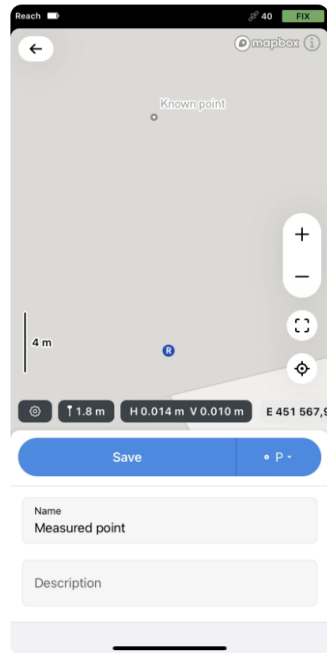 Reach 40 FIX
mapbox
Known point
4 m
R
1.8 m H 0.014 m V 0.010 m E 451 567,9
Save P
Name
Measured point
Description